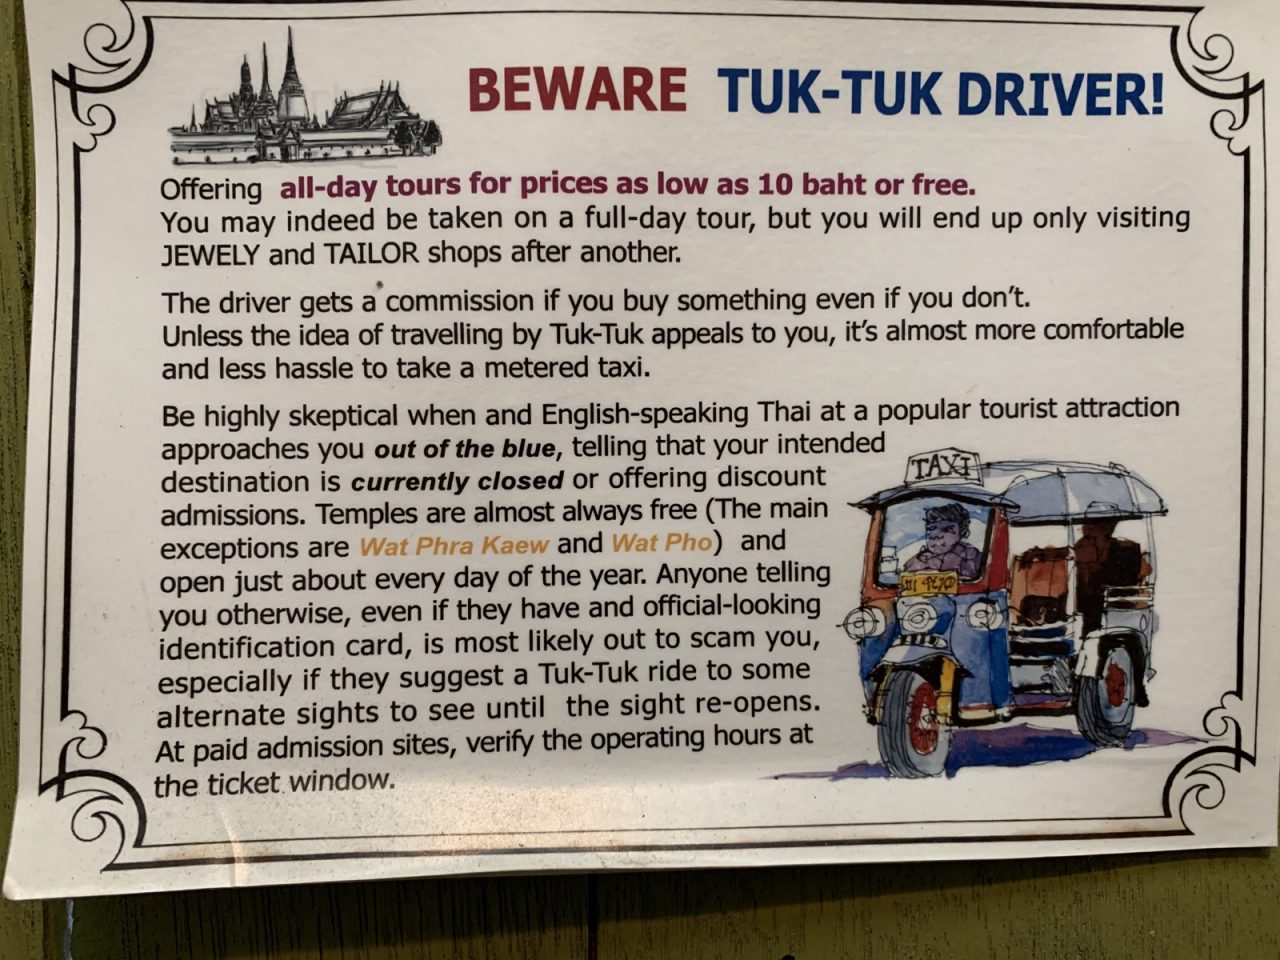 BEWARE TUK-TUK DRIVER!
Offering all-day tours for prices as low as 10 baht or free.
You may indeed be taken on a full-day tour, but you will end up only visiting
JEWELY and TAILOR shops after another.
The driver gets a commission if you buy something even if you don't.
Unless the idea of travelling by Tuk-Tuk appeals to you, it's almost more comfortable
and less hassle to take a metered taxi.
Be highly skeptical when and English-speaking Thai at a popular tourist attraction
approaches you out of the blue, telling that your intended
destination is currently closed or offering discount
admissions. Temples are almost always free (The main
exceptions are Wat Phra Kaew and Wat Pho) and
open just about every day of the year. Anyone telling
you otherwise, even if they have and official-looking
identification card, is most likely out to scam you,
especially if they suggest a Tuk-Tuk ride to some
alternate sights to see until the sight re-opens.
At paid admission sites, verify the operating hours at
the ticket window.
TAXI